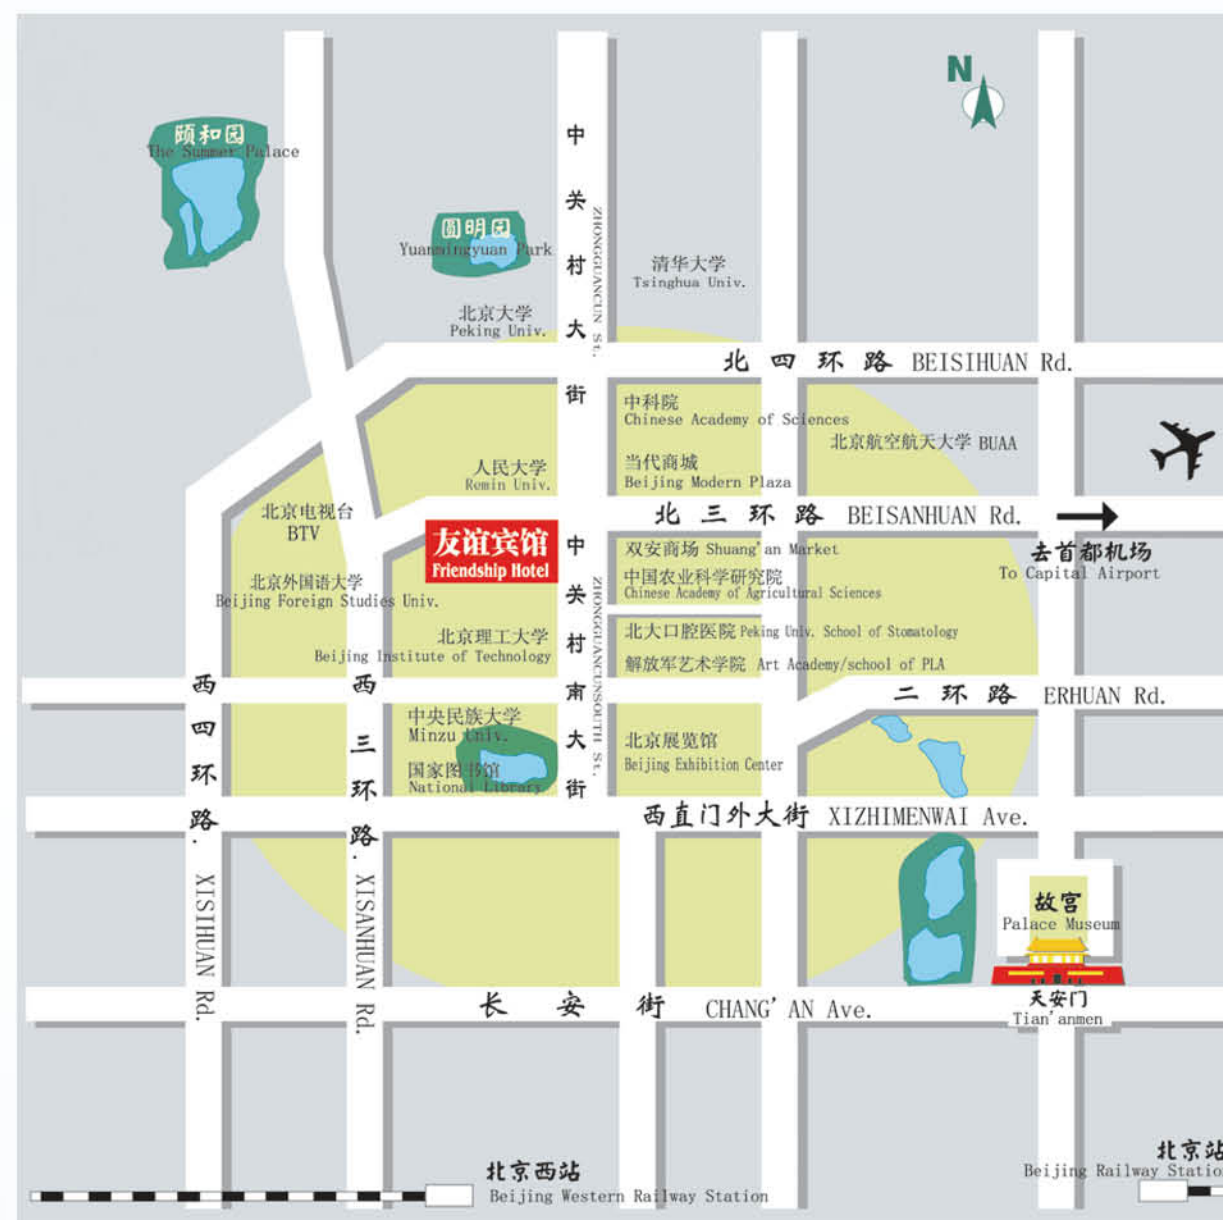 N
颐和园
The Summer Palace
圆明园
Yuanmingyuan Park
中关村大街
ZHONGGUANCUN St.
清华大学
Tsinghua Univ.
北京大学
Peking Univ.
北四环路 BEISIHUAN Rd.
中科院
Chinese Academy of Sciences
北京航空航天大学 BUAA
人民大学
Remin Univ.
当代商城
Beijing Modern Plaza
北京电视台
BTV
北三环路 BEISANHUAN Rd.
去首都机场
To Capital Airport
友谊宾馆
Friendship Hotel
中关村南大街
ZHONGGUANCUNSOUTH St.
双安商场 Shuang'an Market
中国农业科学研究院
Chinese Academy of Agricultural Sciences
北京外国语大学
Beijing Foreign Studies Univ.
北京理工大学
Beijing Institute of Technology
北大口腔医院 Peking Univ. School of Stomatology
解放军艺术学院 Art Academy/school of PLA
西四环路. XISIHUAN Rd.
西三环路. XISANHUAN Rd.
二环路 ERHUAN Rd.
中央民族大学
Minzu Univ.
国家图书馆
National Library
北京展览馆
Beijing Exhibition Center
西直门外大街 XIZHIMENWAI Ave.
故宫
Palace Museum
天安门
Tian'anmen
长安街 CHANG'AN Ave.
北京西站
Beijing Western Railway Station
北京站
Beijing Railway Statio